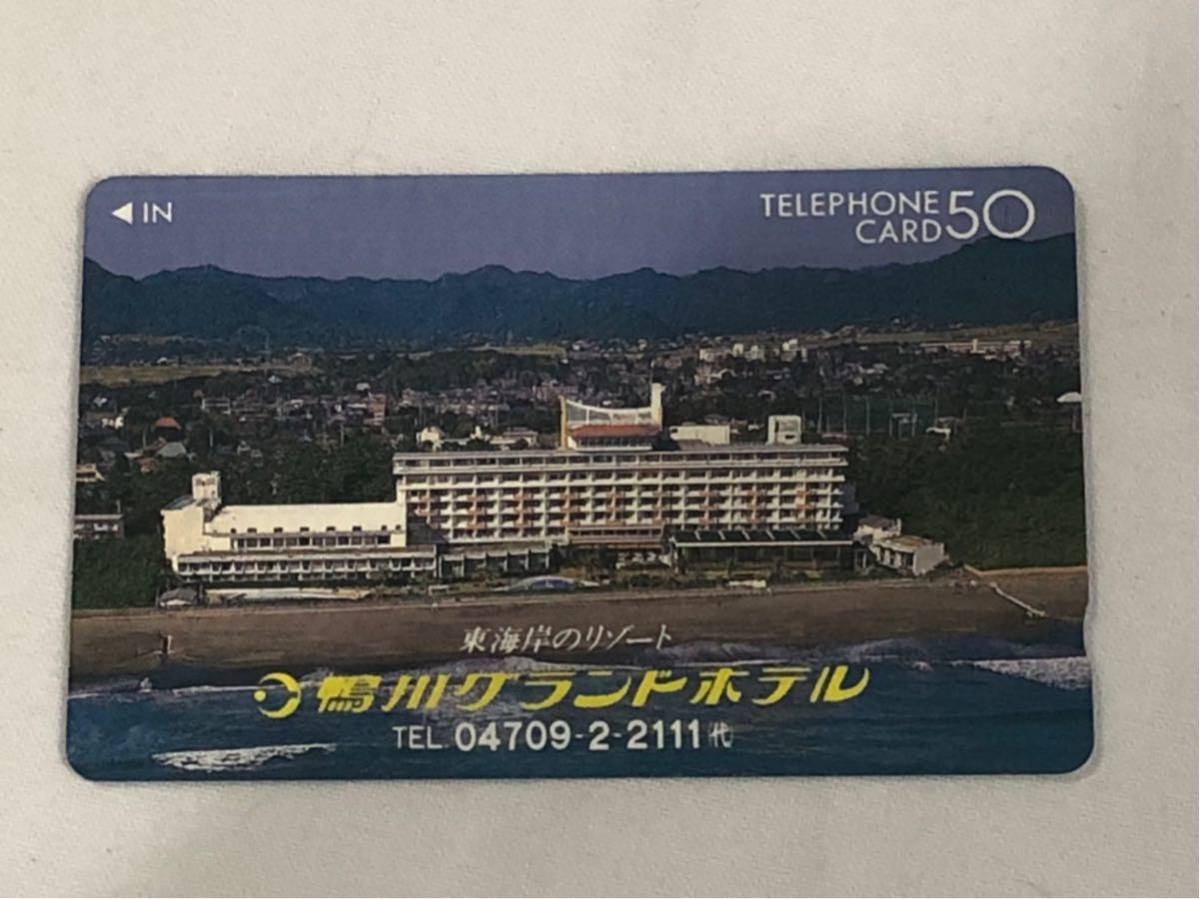 ◀ IN
TELEPHONE
CARD 50
東海岸のリゾート
鴨川グランドホテル
TEL 04709-2-2111代